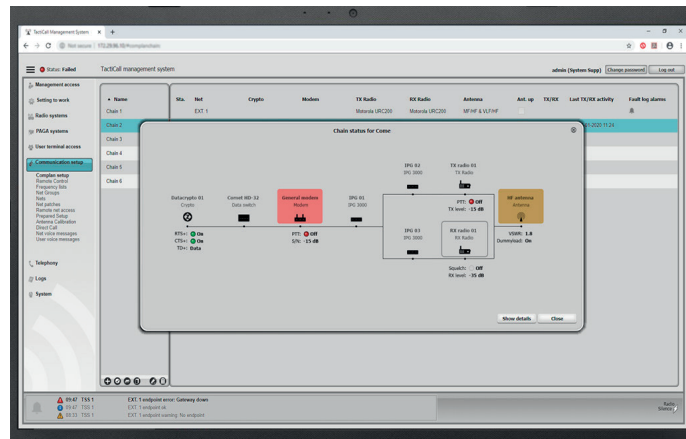 TactiCall Management System
Not secure
Status: Failed
TactiCall management system
admin (System Supp)
Change password
Log out
Management access
Setting to work
Radio systems
PAGA systems
User terminal access
Communication setup
Complan setup
Remote Control
Frequency lists
Net Groups
Nets
Net patches
Remote net access
Prepared Setup
Antenna Calibration
Direct Call
Net voice messages
User voice messages
Telephony
Logs
System
Name Sta. Net Crypto Modem TX Radio RX Radio Antenna Ant. up TX/RX Last TX/RX activity Fault log alarms
Chain 1 EXT. 1 Motorola URC200 Motorola URC200 MF/HF & VLF/HF
Chain 2
Chain 3
Chain 4
Chain 5
Chain 6
Chain status for Come
IPG 02
IPG 3000
TX radio 01
TX Radio
PTT: Off
TX level: -15 dB
Datacrypto 01
Crypto
Comet HD-32
Data switch
General modem
Modem
IPG 01
IPG 3000
HF antenna
Antenna
RTS+: On
CTS+: On
TD+: Data
PTT: Off
S/N: -15 dB
IPG 03
IPG 3000
RX radio 01
RX Radio
VSWR: 1.8
Dummyload: On
Squelch: Off
RX level: -35 dB
Show details
Close
09:47 TSS 1 EXT. 1 endpoint error: Gateway down
09:47 TSS 1 EXT. 1 endpoint ok
08:33 TSS 1 EXT. 1 endpoint warning: No endpoint
Radio
Silence